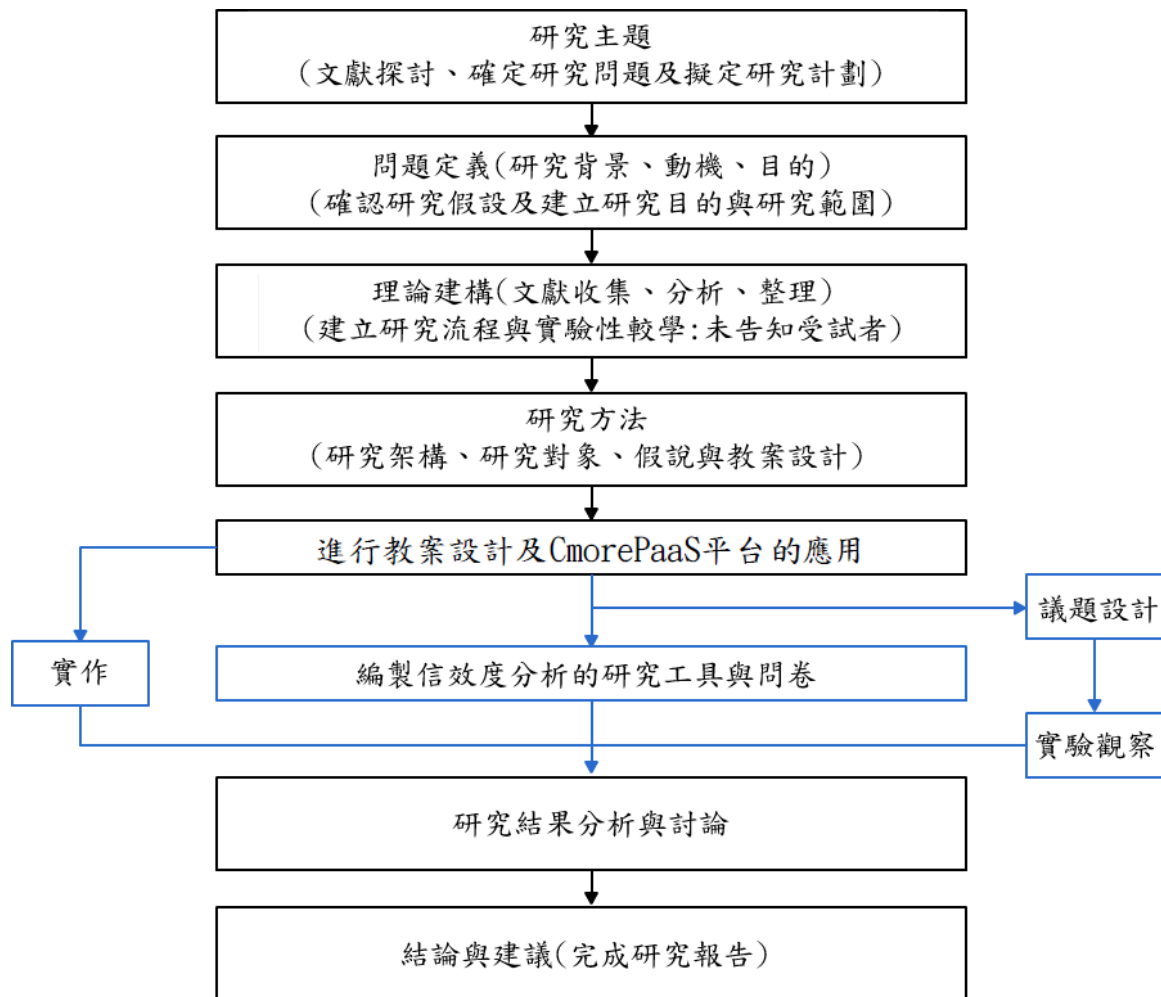 研究主題
(文獻探討、確定研究問題及擬定研究計劃)
問題定義(研究背景、動機、目的)
(確認研究假設及建立研究目的與研究範圍)
理論建構(文獻收集、分析、整理)
(建立研究流程與實驗性較學:未告知受試者)
研究方法
(研究架構、研究對象、假說與教案設計)
進行教案設計及CmorePaaS平台的應用
議題設計
實作
編製信效度分析的研究工具與問卷
實驗觀察
研究結果分析與討論
結論與建議(完成研究報告)